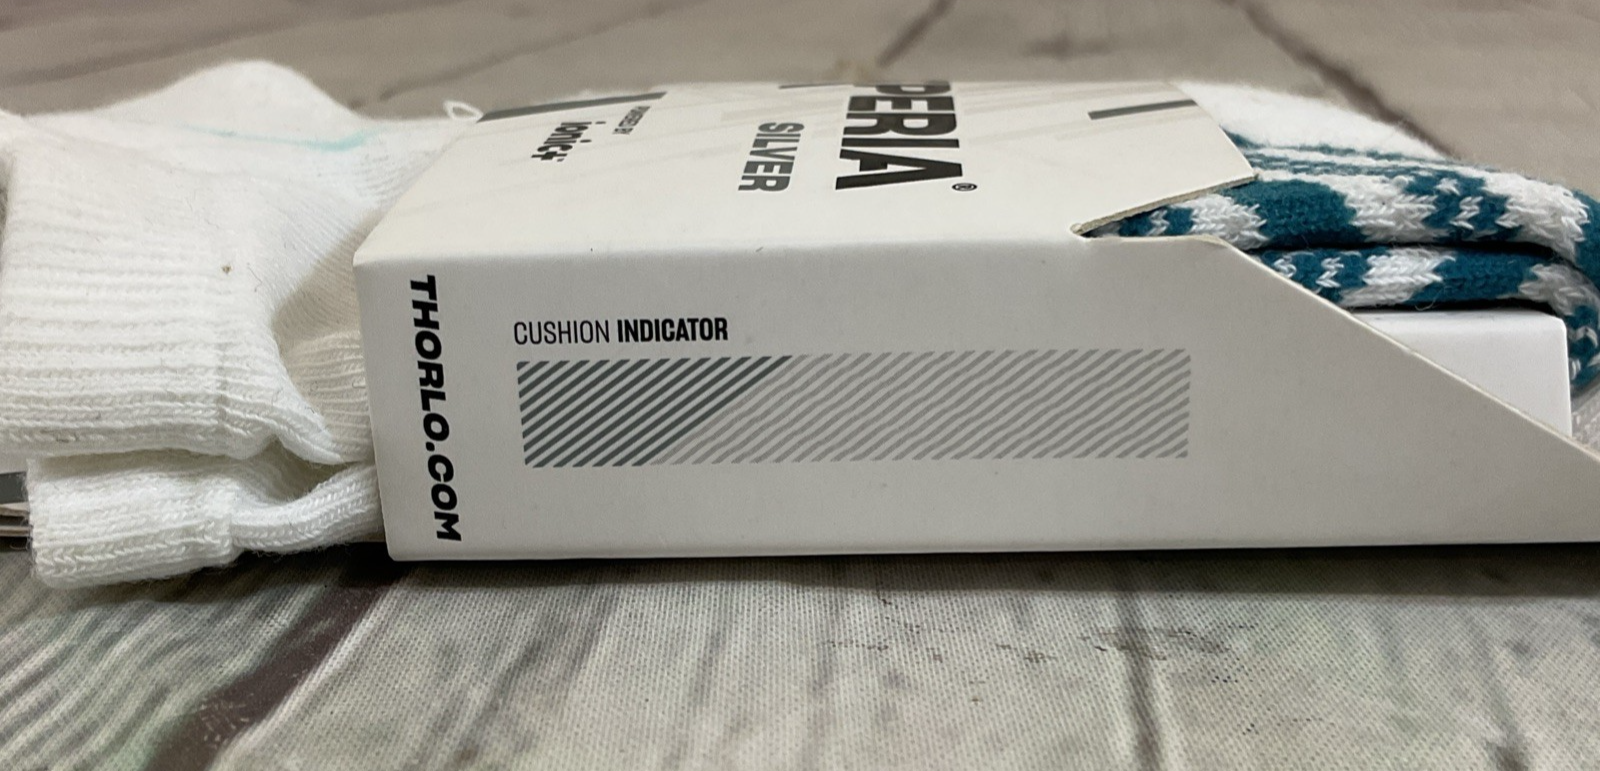 PERIA®
SILVER
POWERED BY
ionic+
THORLO.COM
CUSHION INDICATOR